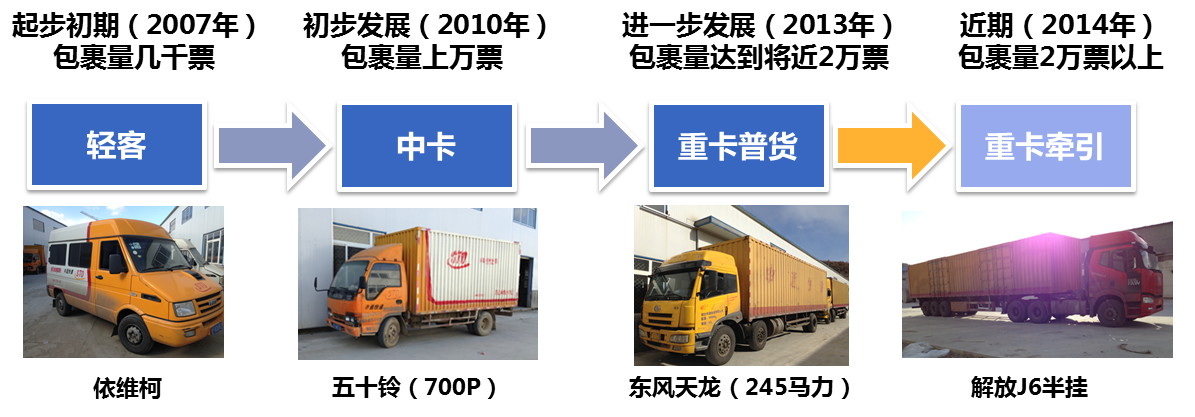 起步初期（2007年）
包裹量几千票
初步发展（2010年）
包裹量上万票
进一步发展（2013年）
包裹量达到将近2万票
近期（2014年）
包裹量2万票以上
轻客
中卡
重卡普货
重卡牵引
依维柯
五十铃（700P）
东风天龙（245马力）
解放J6半挂